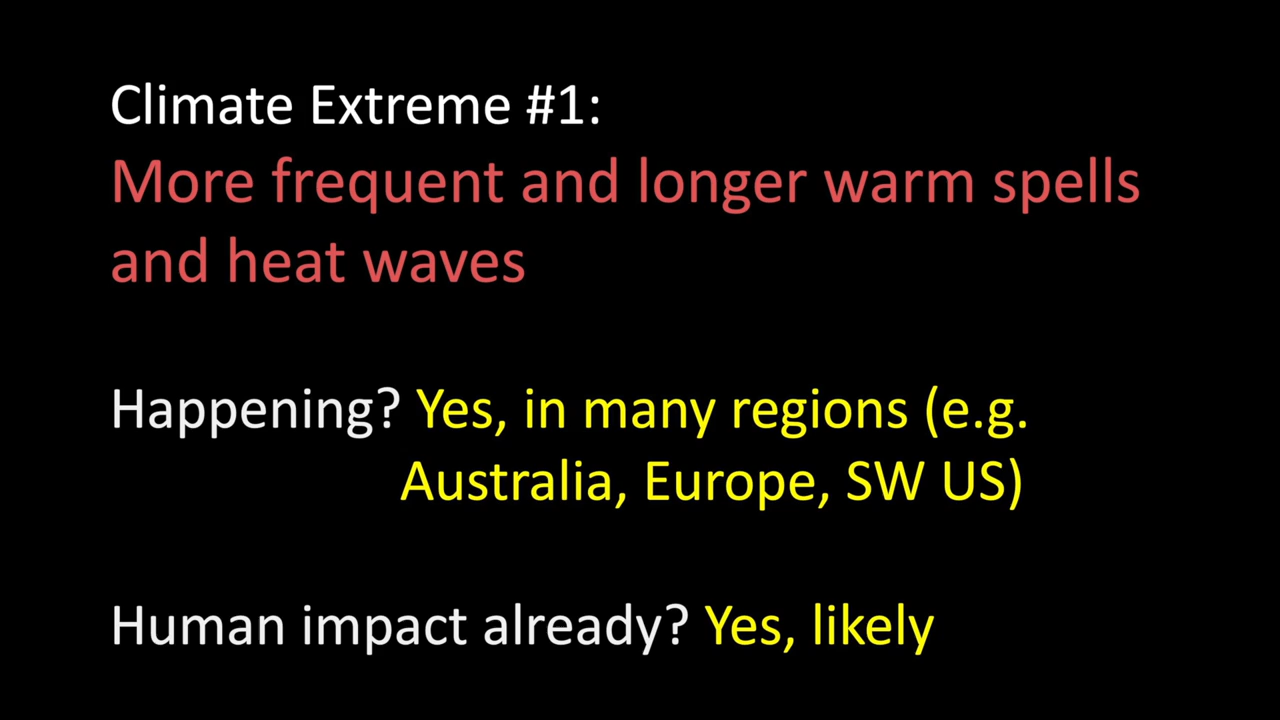 Climate Extreme #1:
More frequent and longer warm spells
and heat waves
Happening? Yes, in many regions (e.g.
Australia, Europe, SW US)
Human impact already? Yes, likely